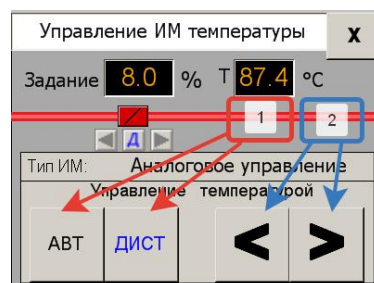 Управление ИМ температуры X
Задание 8.0 % Т 87.4 °C
1 2
Д
Тип ИМ: Аналоговое управление
Управление температурой
АВТ ДИСТ < >